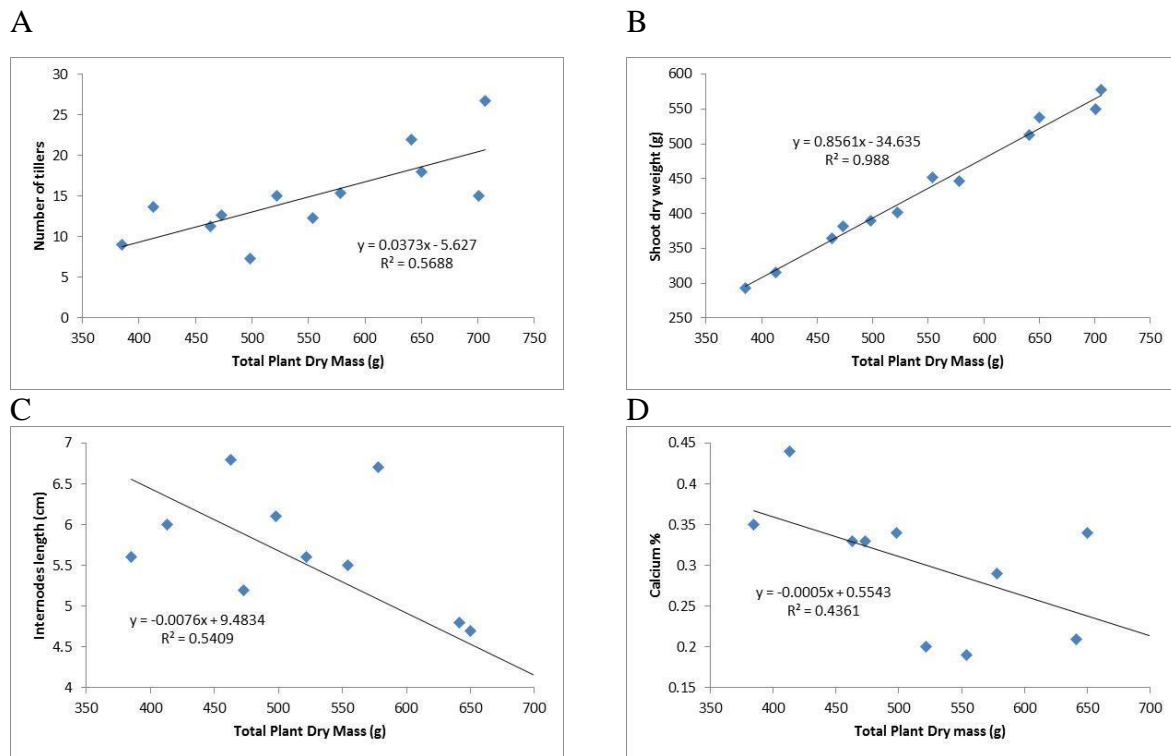 A
30
25
20
15
10
5
0
Number of tillers
y = 0.0373x - 5.627
R² = 0.5688
350 400 450 500 550 600 650 700 750
Total Plant Dry Mass (g)
B
600
550
500
450
400
350
300
250
Shoot dry weight (g)
y = 0.8561x - 34.635
R² = 0.988
350 400 450 500 550 600 650 700 750
Total Plant Dry Mass (g)
C
7
6.5
6
5.5
5
4.5
4
Internodes length (cm)
y = -0.0076x + 9.4834
R² = 0.5409
350 400 450 500 550 600 650 700
Total Plant Dry Mass (g)
D
0.45
0.4
0.35
0.3
0.25
0.2
0.15
Calcium %
y = -0.0005x + 0.5543
R² = 0.4361
350 400 450 500 550 600 650 700
Total Plant Dry mass (g)